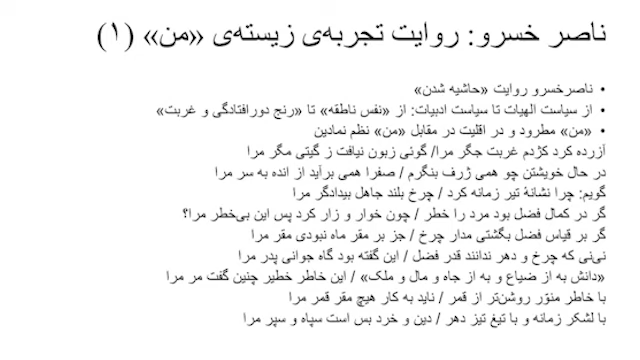 ناصر خسرو: روایت تجربه‌ی زیسته‌ی «من» (۱)
• ناصرخسرو روایت «حاشیه شدن»
• از سیاست الهیات تا سیاست ادبیات: از «نفس ناطقه» تا «رنج دورافتادگی و غربت»
• «من» مطرود و در اقلیت در مقابل «من» نظم نمادین
آزرده کرد کژدم غربت جگر مرا/ گوئی زبون نیافت ز گیتی مگر مرا
در حال خویشتن چو همی ژرف بنگرم / صفرا همی برآید از انده به سر مرا
گویم: چرا نشانهٔ تیر زمانه کرد / چرخ بلند جاهل بیدادگر مرا
گر در کمال فضل بود مرد را خطر / چون خوار و زار کرد پس این بی‌خطر مرا؟
گر بر قیاس فضل بگشتی مدار چرخ / جز بر مقر ماه نبودی مقر مرا
نی‌نی که چرخ و دهر ندانند قدر فضل / این گفته بود گاه جوانی پدر مرا
«دانش به از ضیاع و به از جاه و مال و ملک» / این خاطر خطیر چنین گفت مر مرا
با خاطر منوّر روشن‌تر از قمر / ناید به کار هیچ مقر قمر مرا
با لشکر زمانه و با تیغ تیز دهر / دین و خرد بس است سپاه و سپر مرا